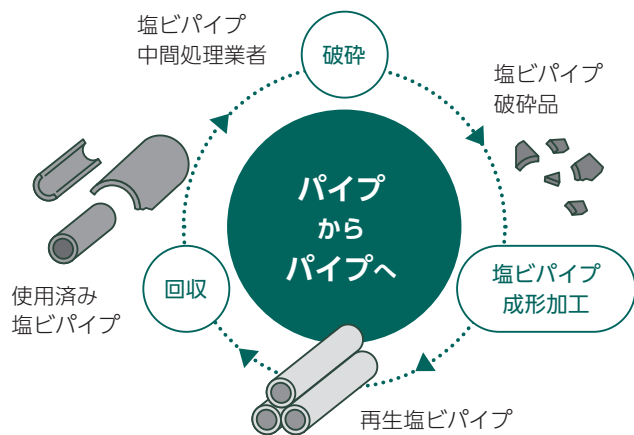 塩ビパイプ
中間処理業者
破砕
塩ビパイプ
破砕品
パイプ
から
パイプへ
塩ビパイプ
成形加工
回収
使用済み
塩ビパイプ
再生塩ビパイプ